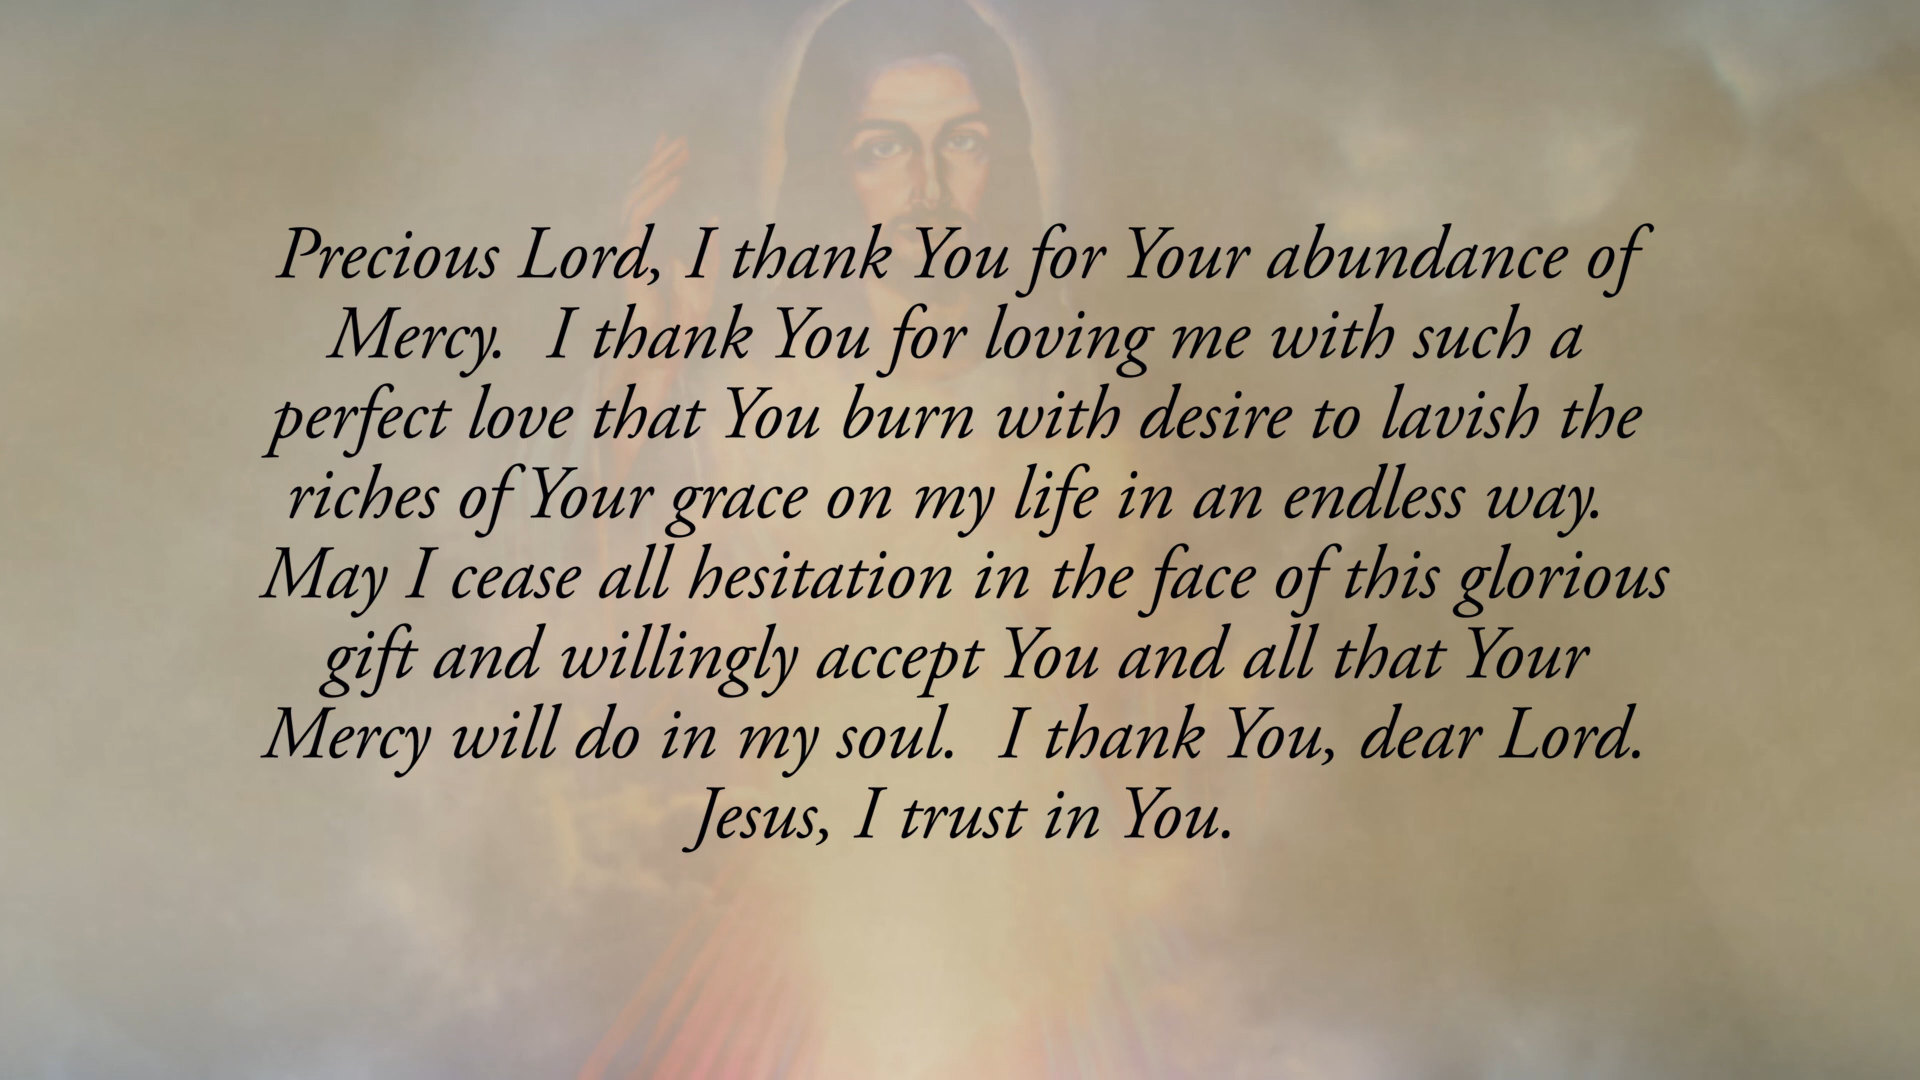 Precious Lord, I thank You for Your abundance of
Mercy.  I thank You for loving me with such a
perfect love that You burn with desire to lavish the
riches of Your grace on my life in an endless way.
May I cease all hesitation in the face of this glorious
gift and willingly accept You and all that Your
Mercy will do in my soul.  I thank You, dear Lord.
Jesus, I trust in You.